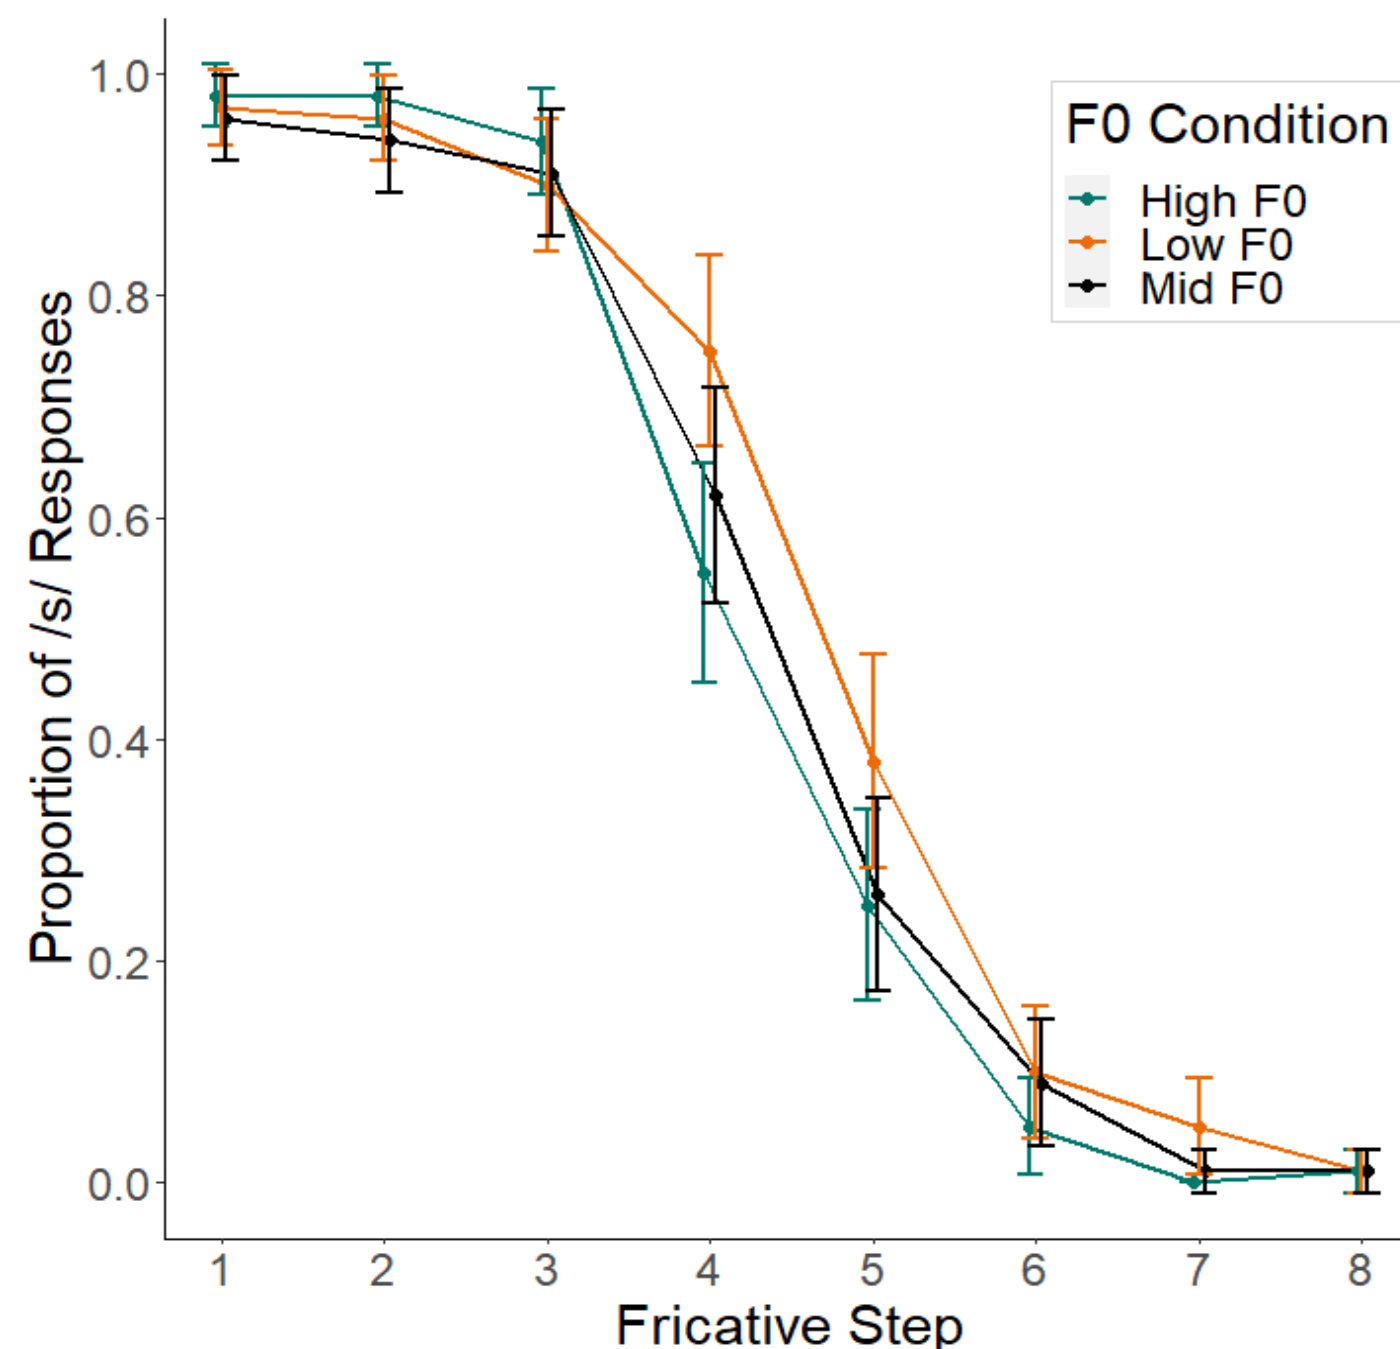 1.0
0.8
0.6
0.4
0.2
0.0
Proportion of /s/ Responses
F0 Condition
High F0
Low F0
Mid F0
1 2 3 4 5 6 7 8
Fricative Step